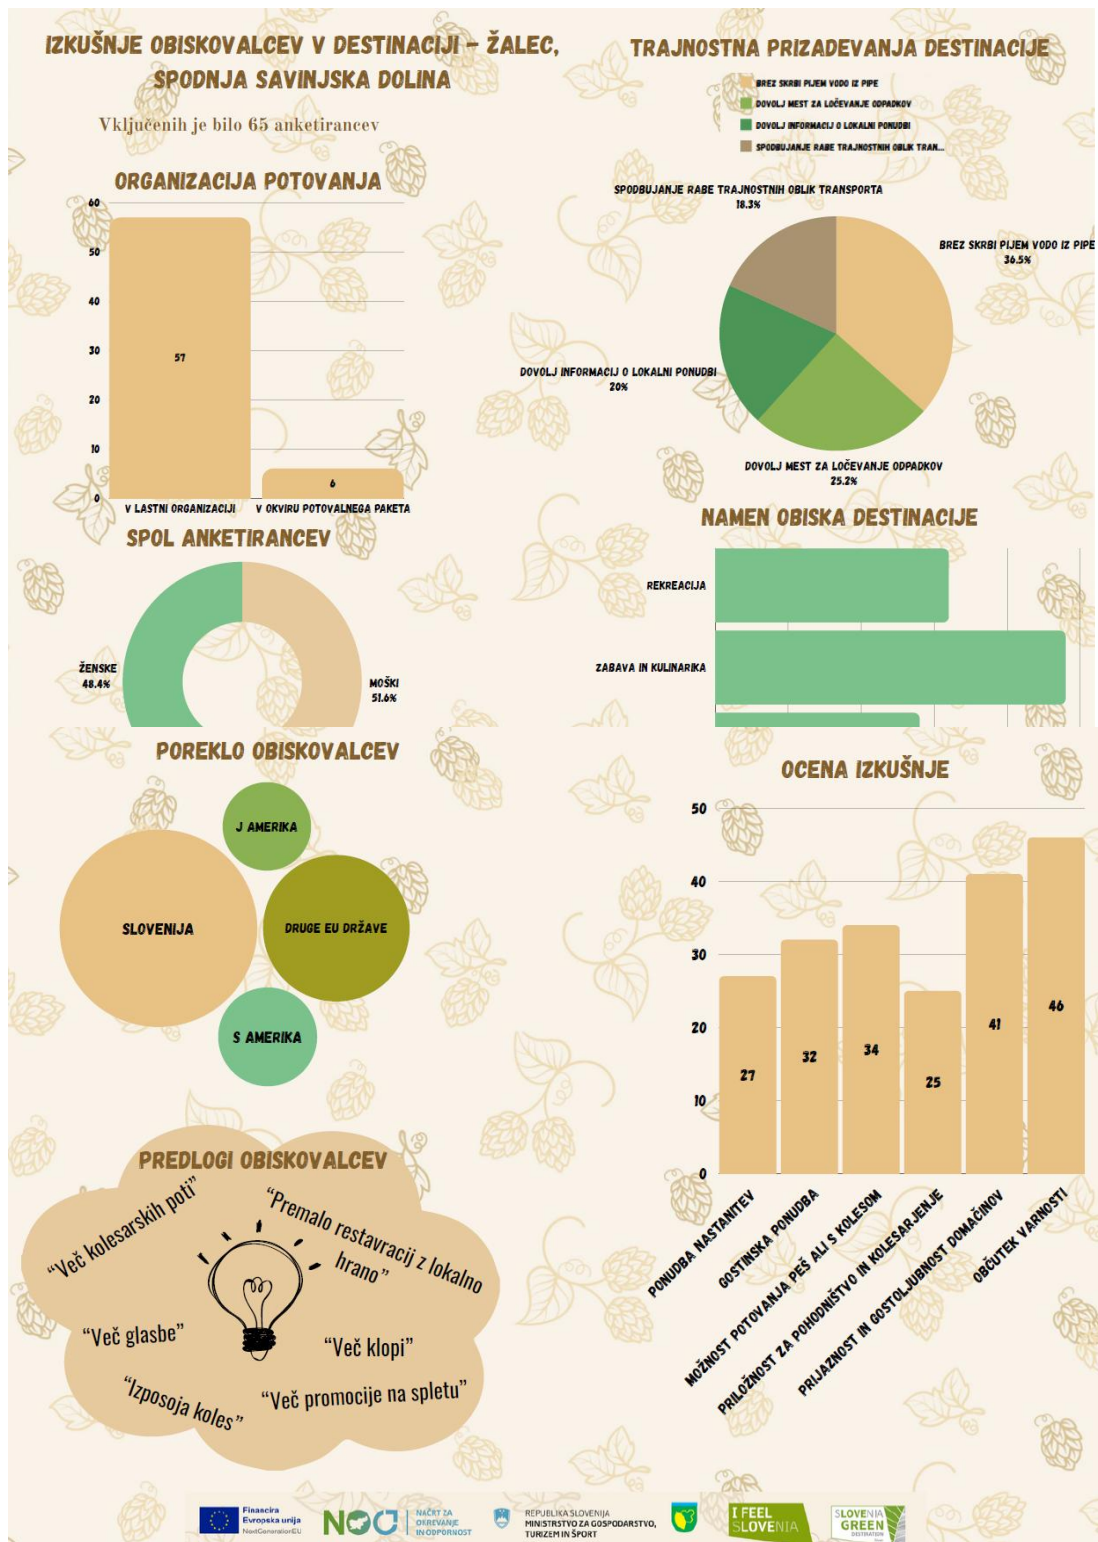 IZKUŠNJE OBISKOVALCEV V DESTINACIJI - ŽALEC,
SPODNJA SAVINJSKA DOLINA
Vključenih je bilo 65 anketirancev
ORGANIZACIJA POTOVANJA
60
50
40
30
20
10
0
57
6
V LASTNI ORGANIZACIJI
V OKVIRU POTOVALNEGA PAKETA
SPOL ANKETIRANCEV
ŽENSKE
48.4%
MOŠKI
51.6%
TRAJNOSTNA PRIZADEVANJA DESTINACIJE
BREZ SKRBI PIJEM VODO IZ PIPE
DOVOLJ MEST ZA LOČEVANJE ODPADKOV
DOVOLJ INFORMACIJ O LOKALNI PONUDBI
SPODBUJANJE RABE TRAJNOSTNIH OBLIK TRAN...
SPODBUJANJE RABE TRAJNOSTNIH OBLIK TRANSPORTA
18.3%
BREZ SKRBI PIJEM VODO IZ PIPE
36.5%
DOVOLJ INFORMACIJ O LOKALNI PONUDBI
20%
DOVOLJ MEST ZA LOČEVANJE ODPADKOV
25.2%
NAMEN OBISKA DESTINACIJE
REKREACIJA
ZABAVA IN KULINARIKA
POREKLO OBISKOVALCEV
J AMERIKA
SLOVENIJA
DRUGE EU DRŽAVE
S AMERIKA
OCENA IZKUŠNJE
50
40
30
20
10
0
27
32
34
25
41
46
PONUDBA NASTANITEV
GOSTINSKA PONUDBA
MOŽNOST POTOVANJA PEŠ ALI S KOLESOM
PRILOŽNOST ZA POHODNIŠTVO IN KOLESARJENJE
PRIJAZNOST IN GOSTOLJUBNOST DOMAČINOV
OBČUTEK VARNOSTI
PREDLOGI OBISKOVALCEV
“Več kolesarskih poti”
“Premalo restavracij z lokalno
hrano”
“Več glasbe”
“Več klopi”
“Izposoja koles”
“Več promocije na spletu”
Financira
Evropska unija
NextGenerationEU
NOO
NAČRT ZA
OKREVANJE
IN ODPORNOST
REPUBLIKA SLOVENIJA
MINISTRSTVO ZA GOSPODARSTVO,
TURIZEM IN ŠPORT
I FEEL
SLOVENIA
SLOVENIA
GREEN
DESTINATION